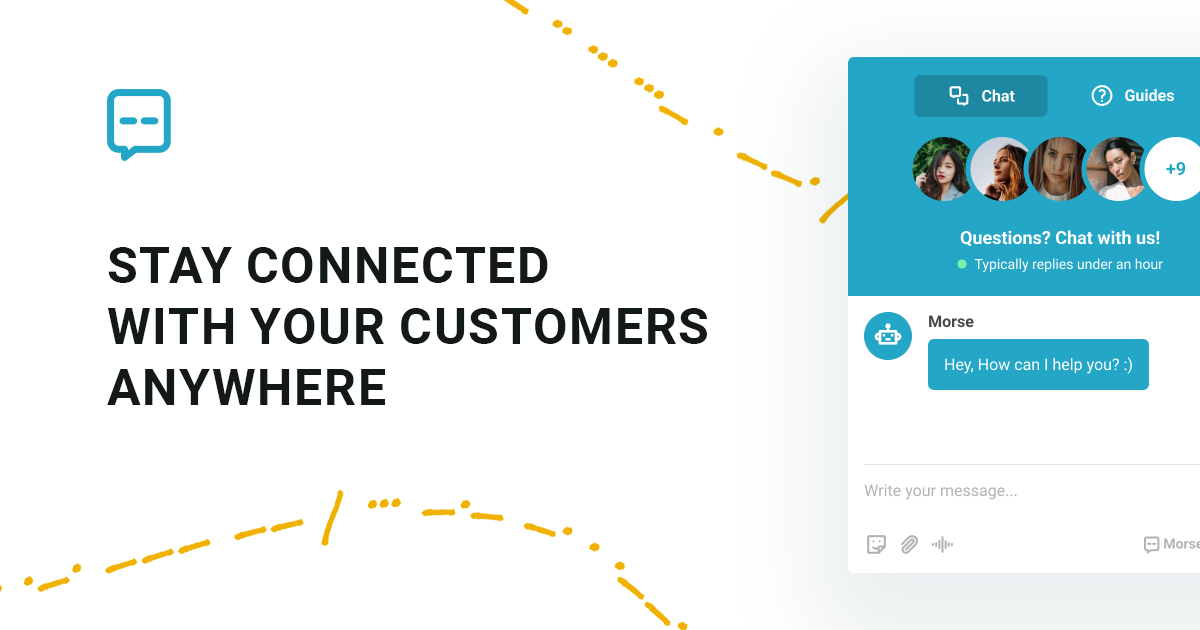 STAY CONNECTED
WITH YOUR CUSTOMERS
ANYWHERE
Chat
Guides
+9
Questions? Chat with us!
Typically replies under an hour
Morse
Hey, How can I help you? :)
Write your message...
Morse